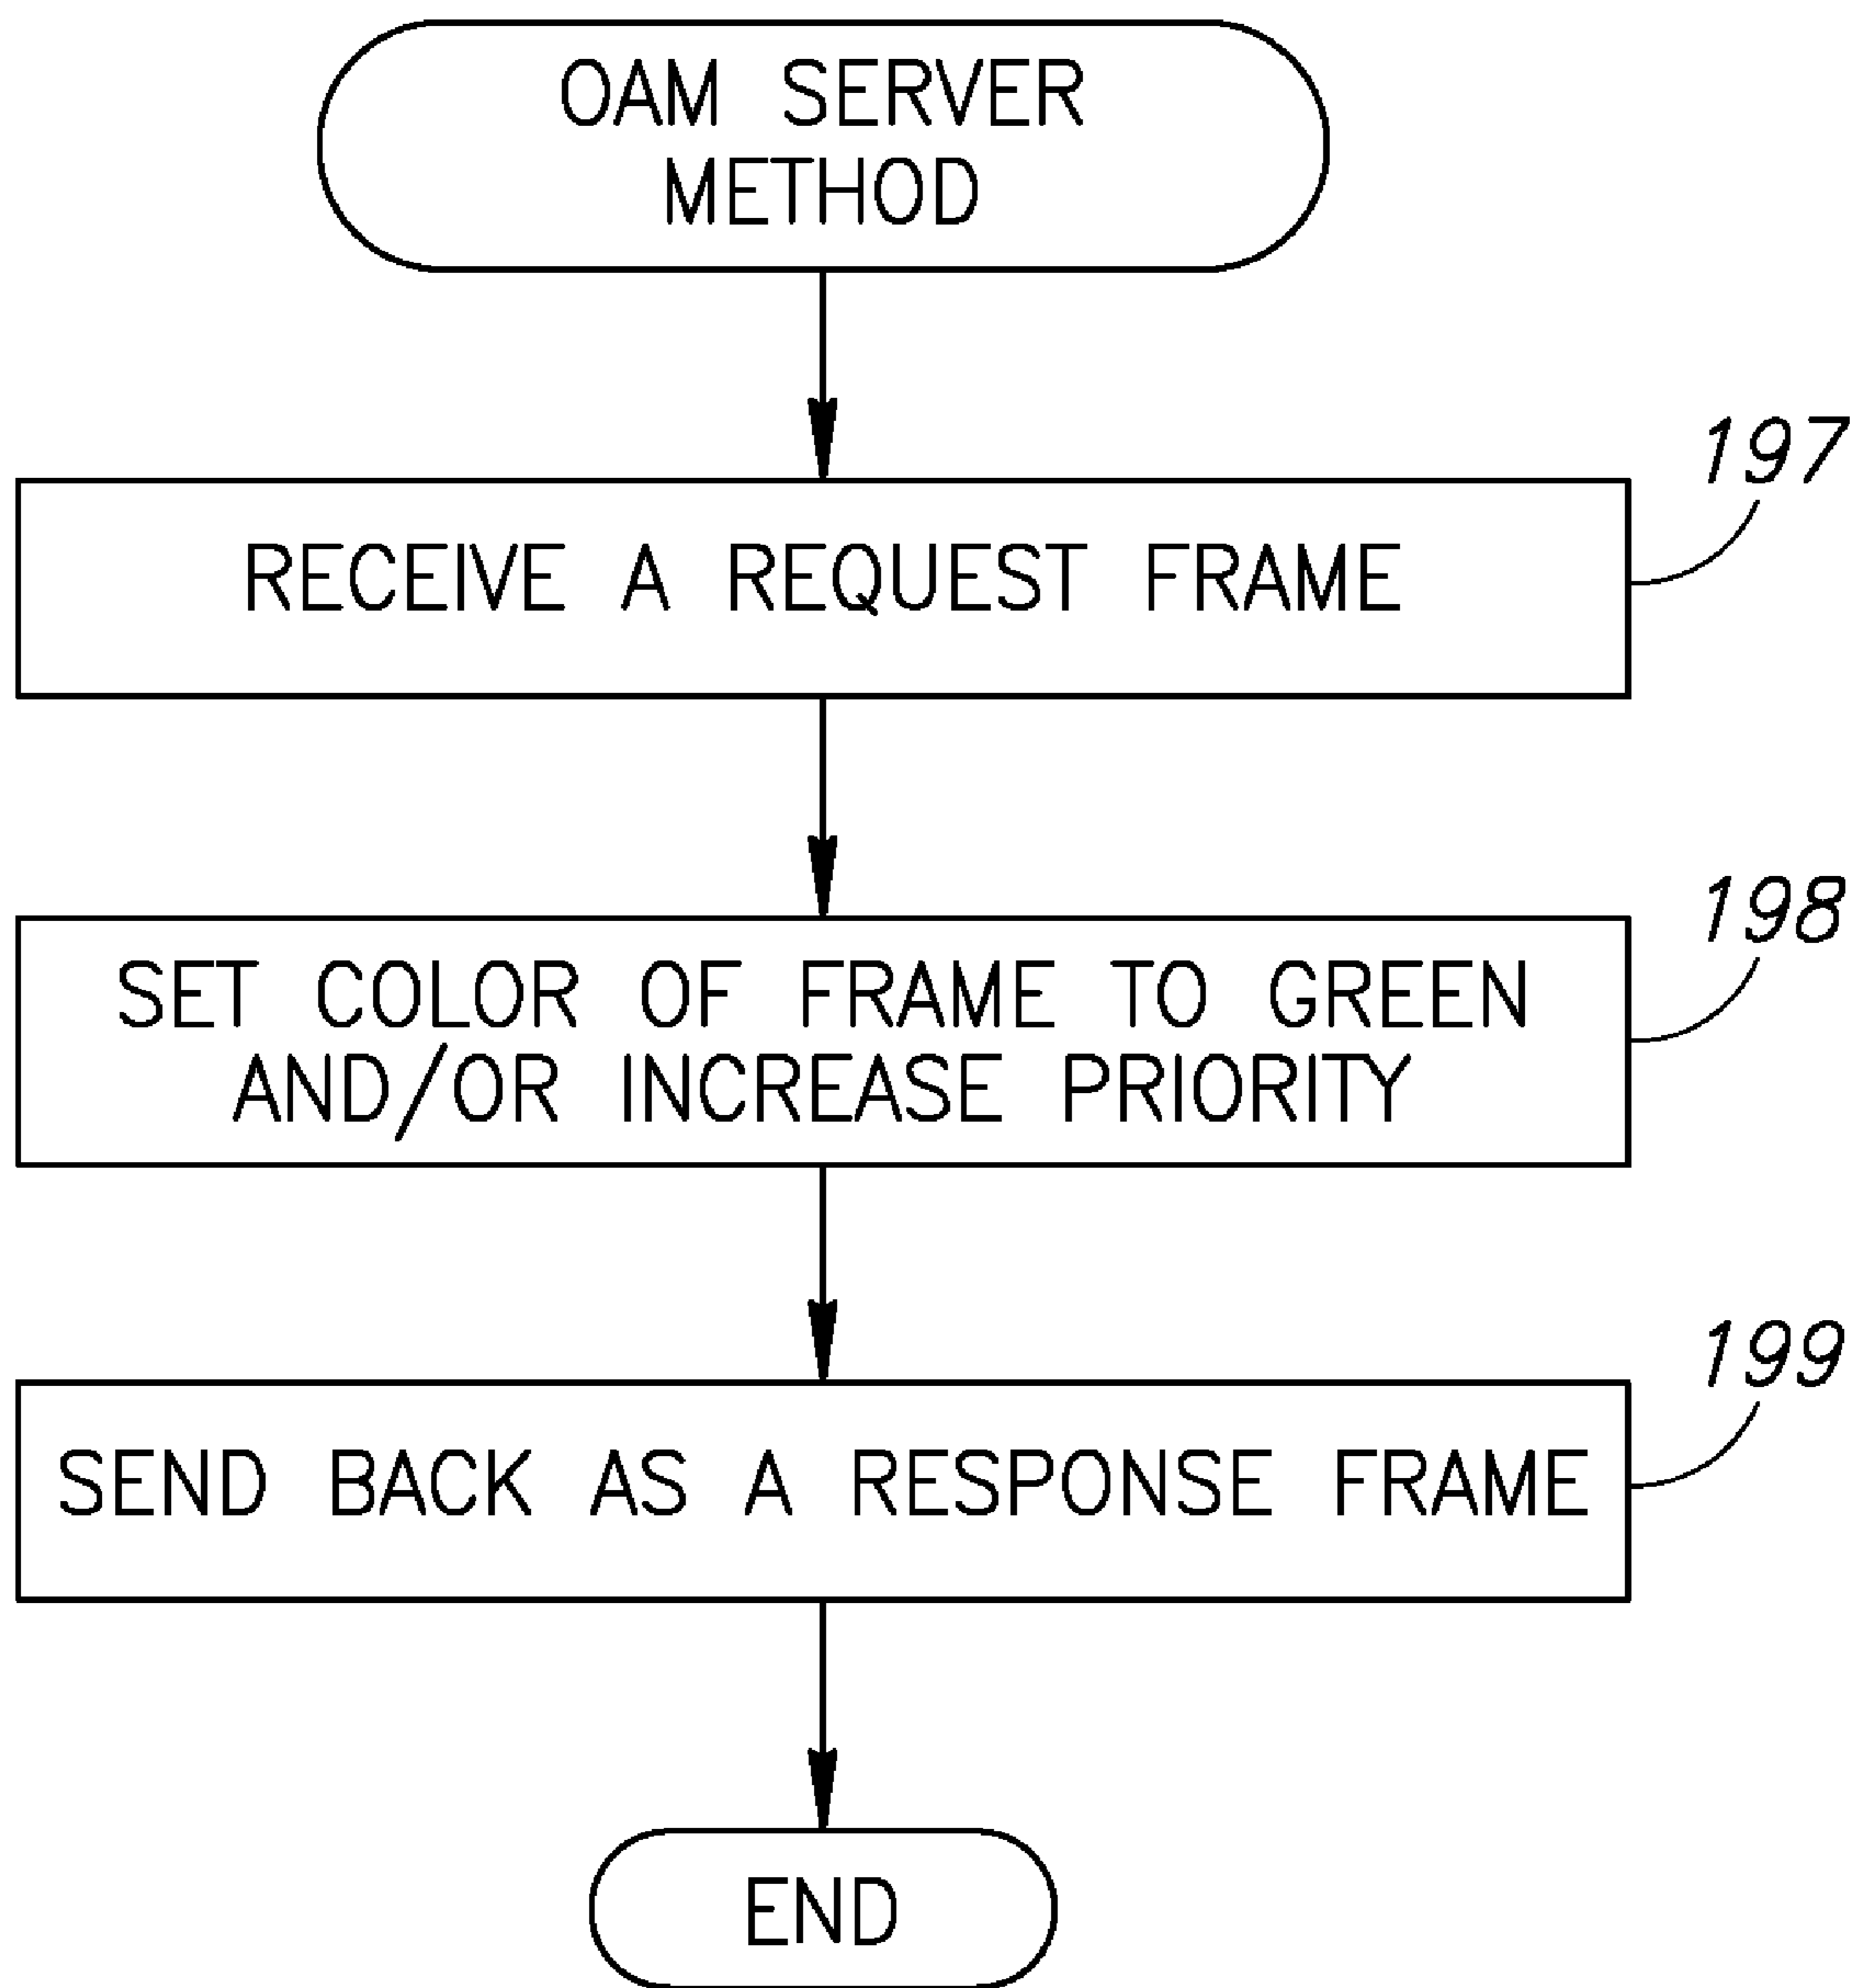 OAM SERVER
METHOD
197
RECEIVE A REQUEST FRAME
198
SET COLOR OF FRAME TO GREEN
AND/OR INCREASE PRIORITY
199
SEND BACK AS A RESPONSE FRAME
END